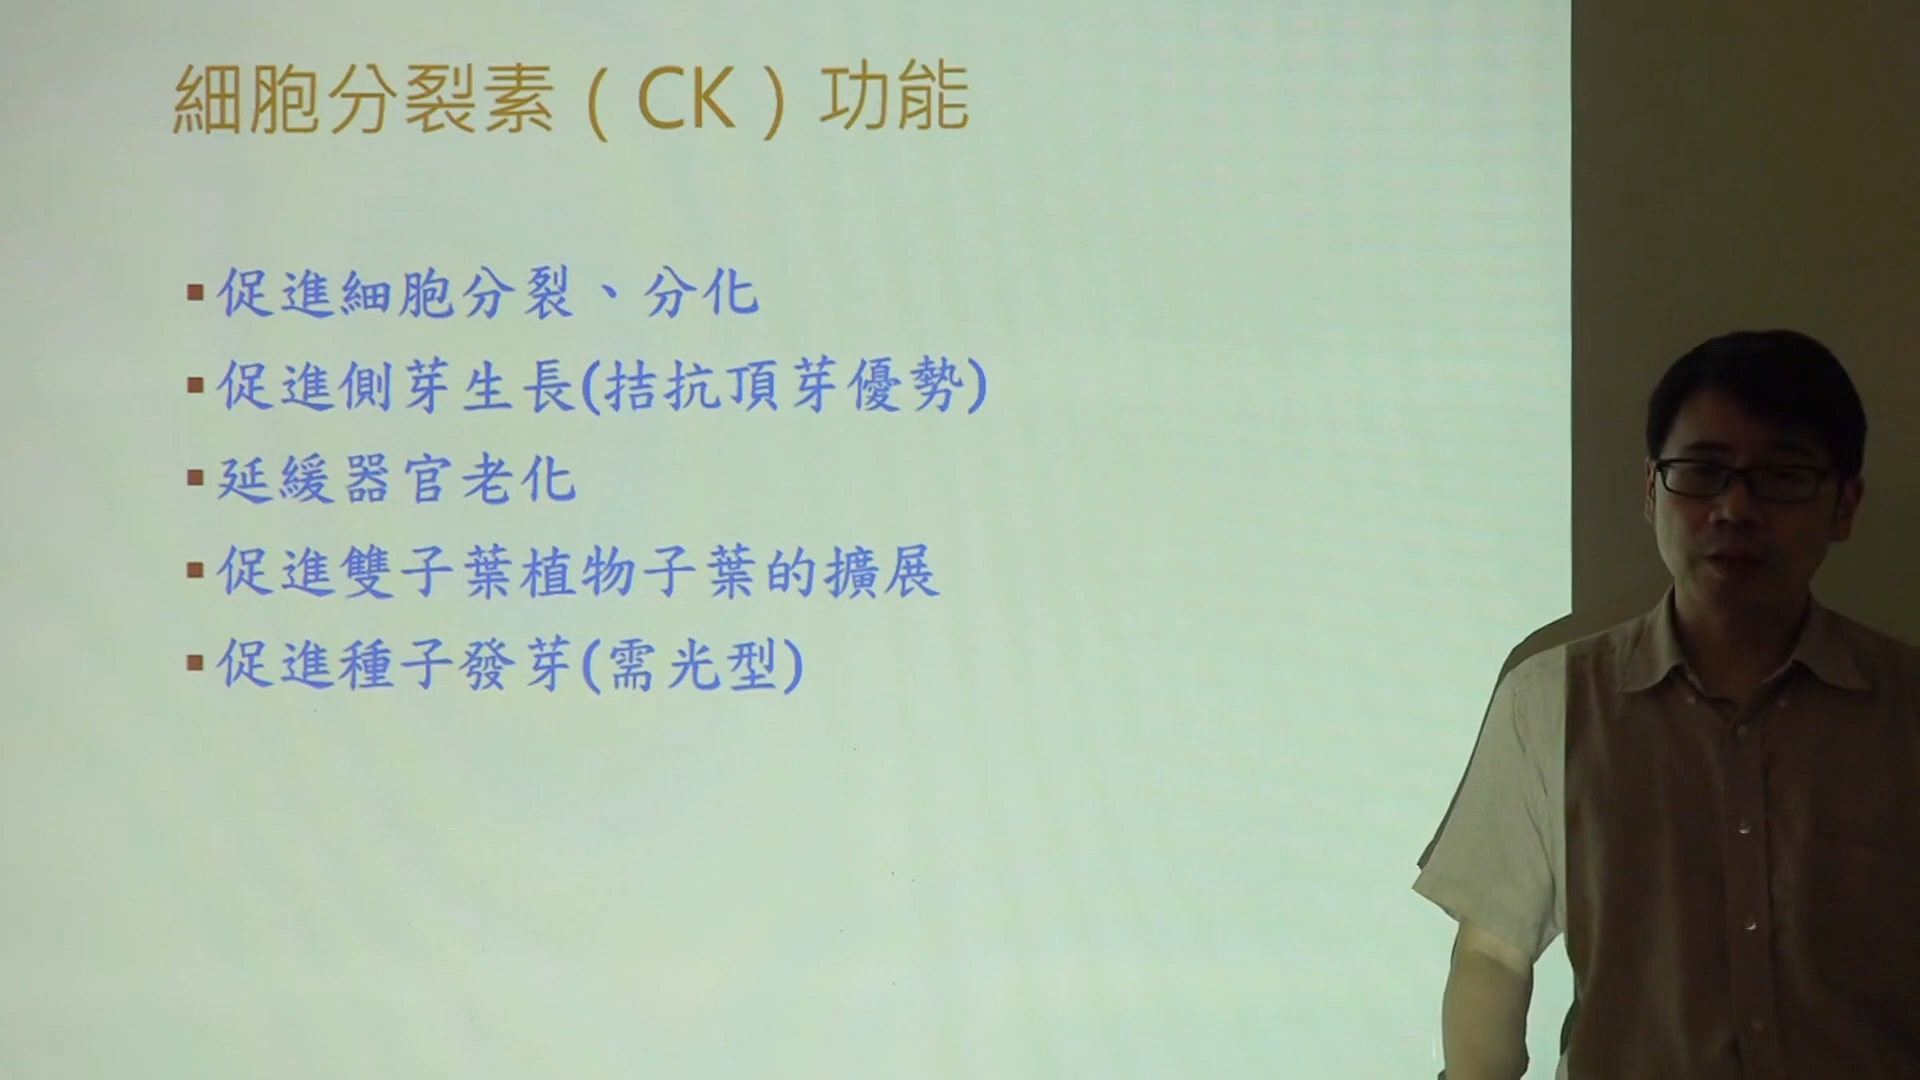 細胞分裂素(CK)功能
▪促進細胞分裂、分化
▪促進側芽生長(拮抗頂芽優勢)
▪延緩器官老化
▪促進雙子葉植物子葉的擴展
▪促進種子發芽(需光型)